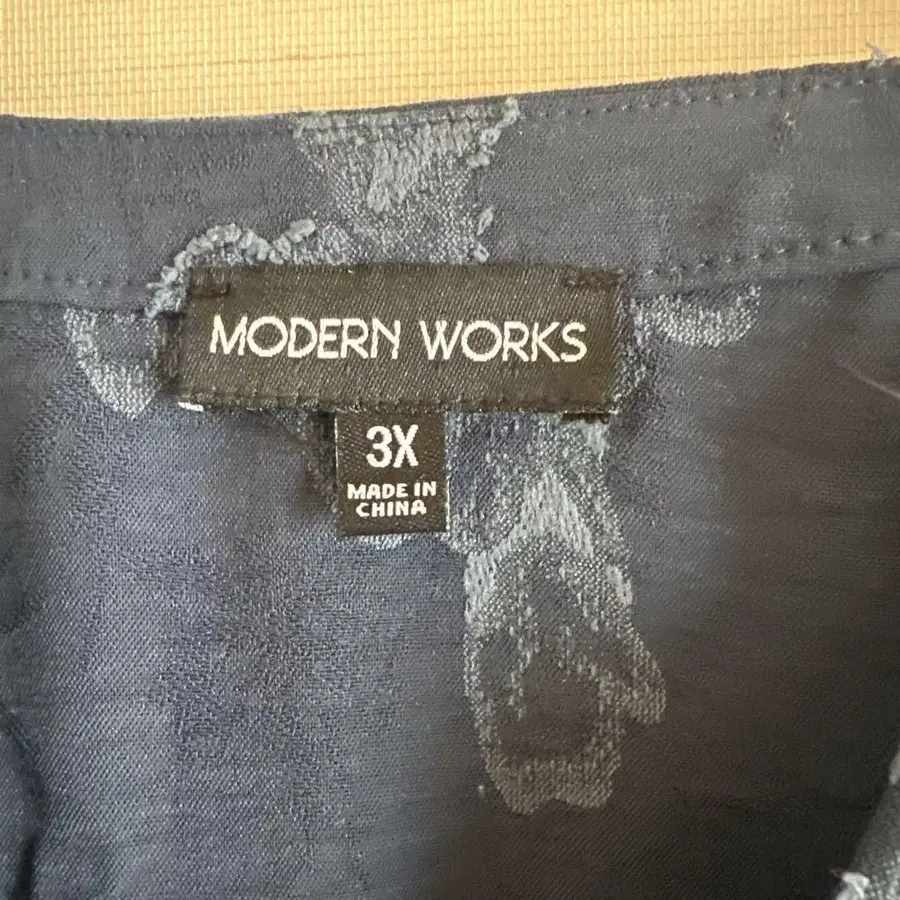 MODERN WORKS
3X
MADE IN
CHINA